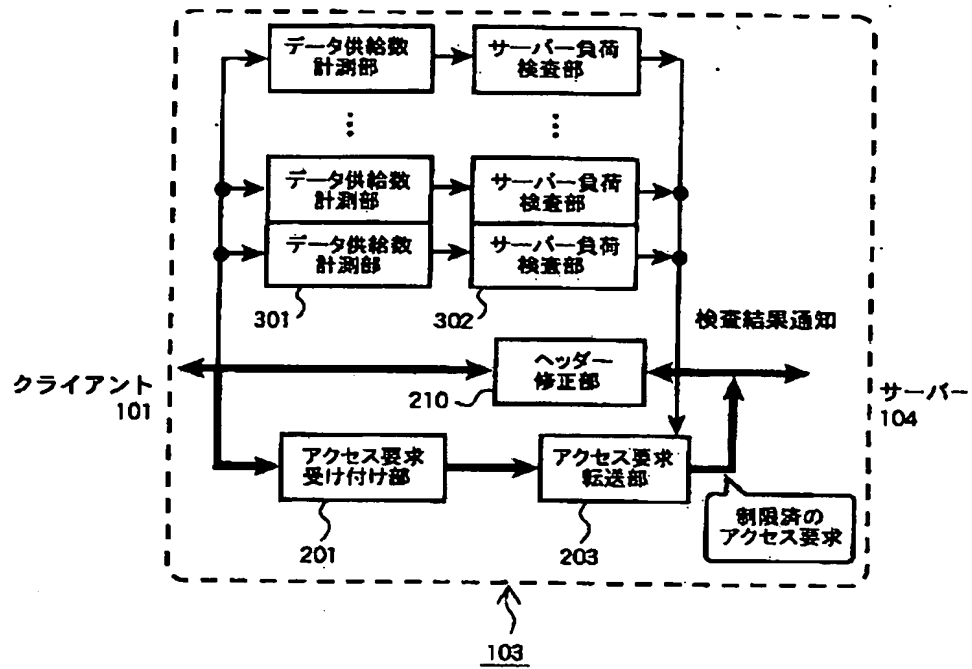 データ供給数
計測部
サーバー負荷
検査部
データ供給数
計測部
サーバー負荷
検査部
データ供給数
計測部
サーバー負荷
検査部
301
302
検査結果通知
クライアント
101
ヘッダー
修正部
210
サーバー
104
アクセス要求
受け付け部
アクセス要求
転送部
制限済の
アクセス要求
201
203
103